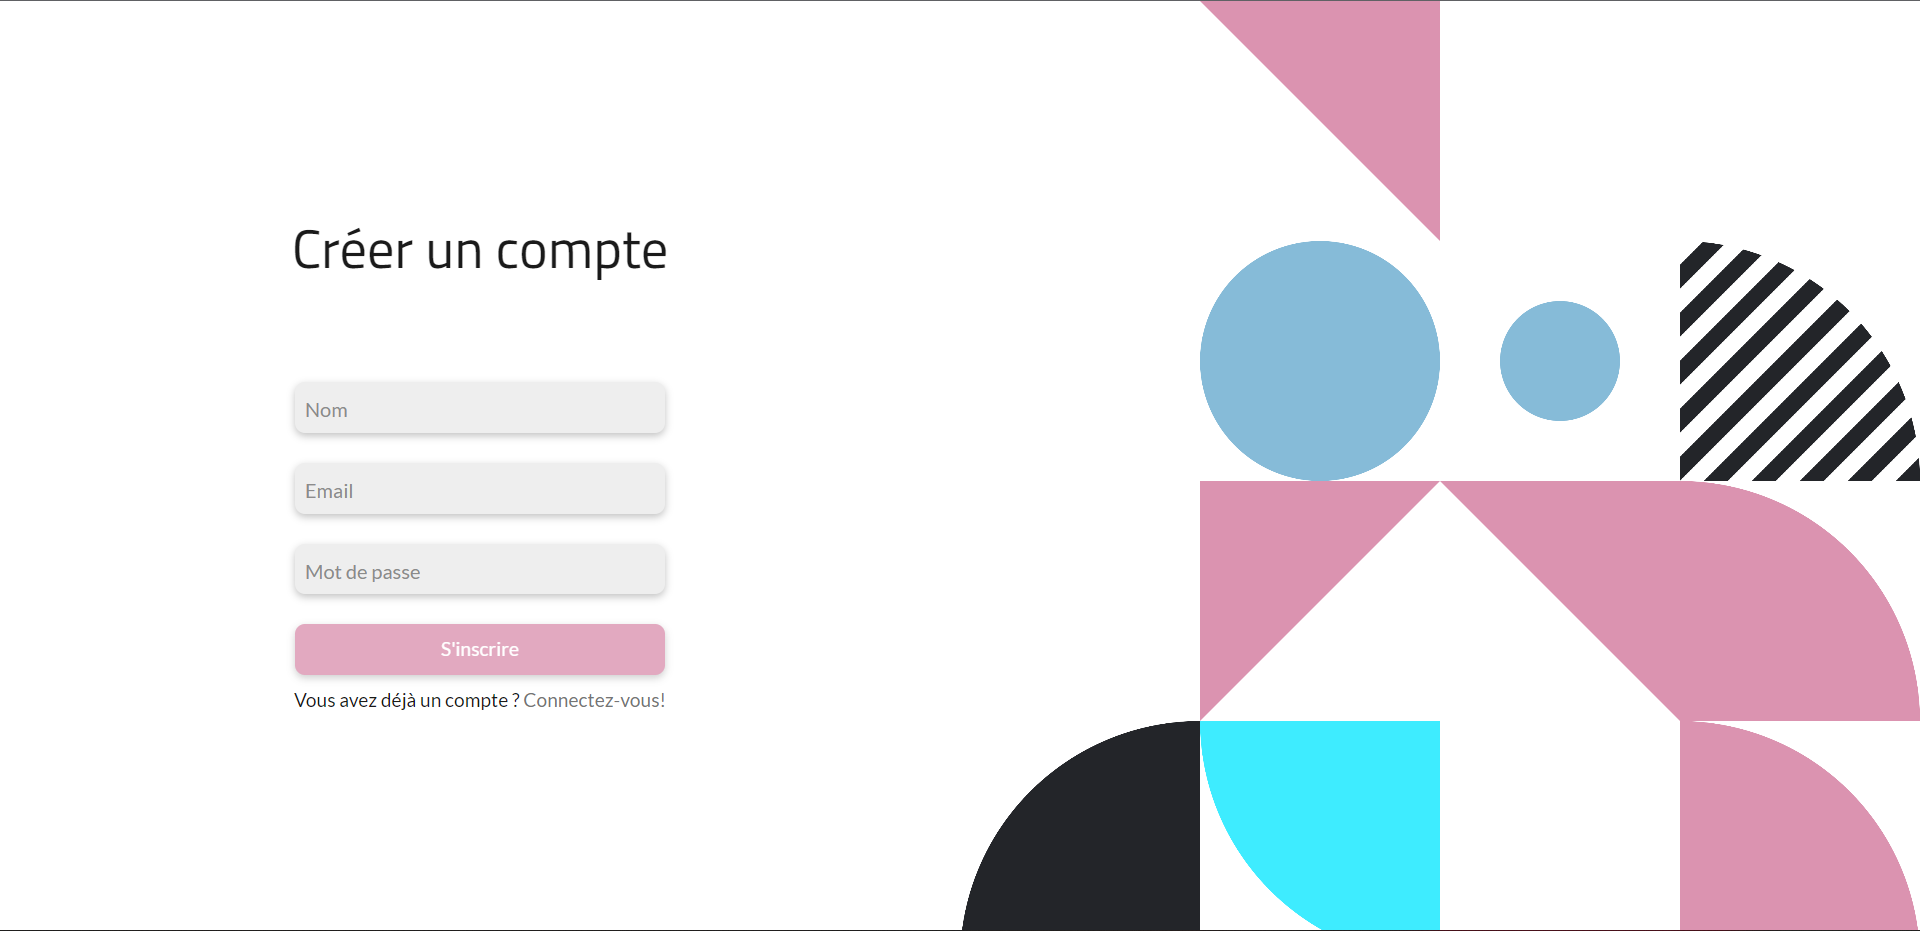 Créer un compte
Nom
Email
Mot de passe
S'inscrire
Vous avez déjà un compte ? Connectez-vous!